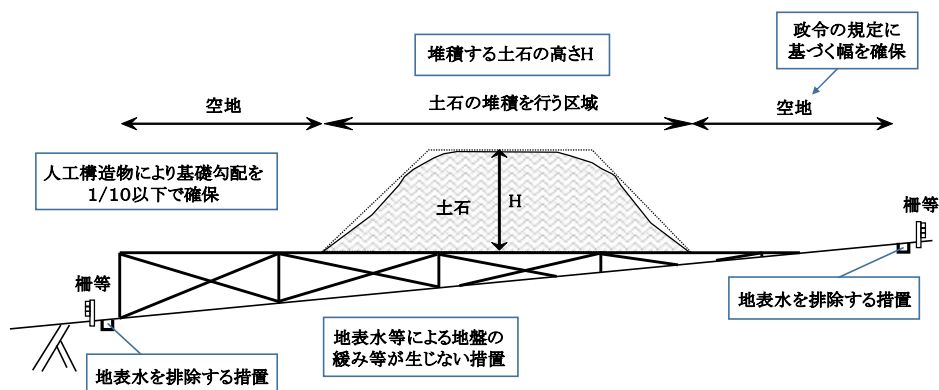 政令の規定に
基づく幅を確保
堆積する土石の高さH
空地
土石の堆積を行う区域
空地
人工構造物により基礎勾配を
1/10以下で確保
土石
H
柵等
柵等
地表水を排除する措置
地表水等による地盤の
緩み等が生じない措置
地表水を排除する措置